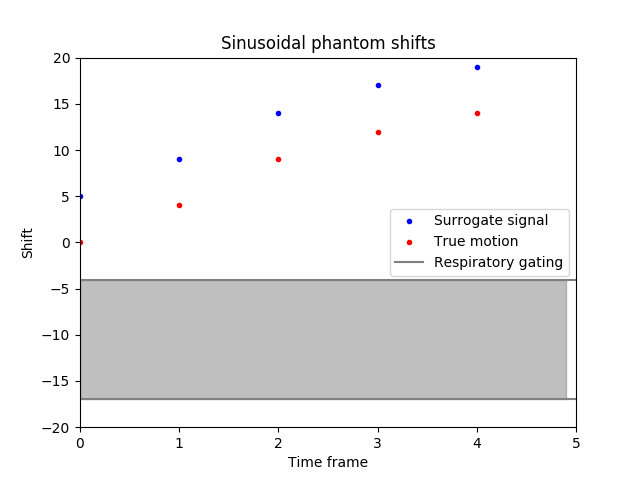 Sinusoidal phantom shifts
20
15
10
5
0
−5
−10
−15
−20
Shift
Surrogate signal
True motion
Respiratory gating
0 1 2 3 4 5
Time frame